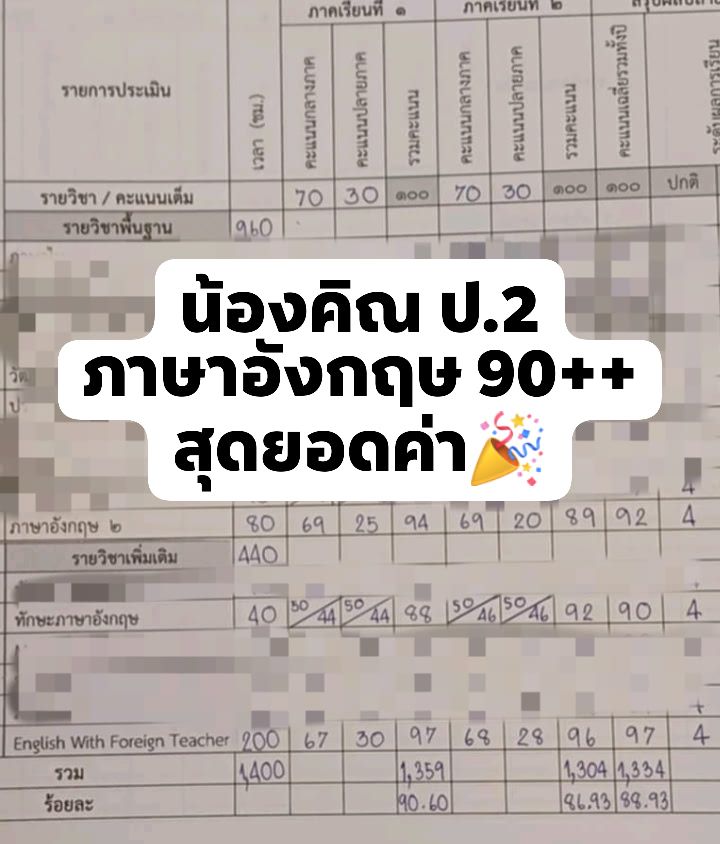 ภาคเรียนที่ ๑ ภาคเรียนที่ ๒
รายการประเมิน เวลา (ชม.) คะแนนกลางภาค คะแนนปลายภาค รวมคะแนน คะแนนกลางภาค คะแนนปลายภาค รวมคะแนน คะแนนเฉลี่ยรวมทั้งปี ระดับผลการเรียน
รายวิชา / คะแนนเต็ม 70 30 ๑๐๐ 70 30 ๑๐๐ ๑๐๐ ปกติ
รายวิชาพื้นฐาน 960
น้องคิณ ป.2
ภาษาอังกฤษ 90++
สุดยอดค่า🎉
4
ภาษาอังกฤษ ๒ 80 69 25 94 69 20 89 92 4
รายวิชาเพิ่มเติม 440
ทักษะภาษาอังกฤษ 40 50/44 50/44 88 50/46 50/46 92 90 4
English With Foreign Teacher 200 67 30 97 68 28 96 97 4
รวม 1,400 1,359 1,304 1,334
ร้อยละ 90.60 86.93 88.93